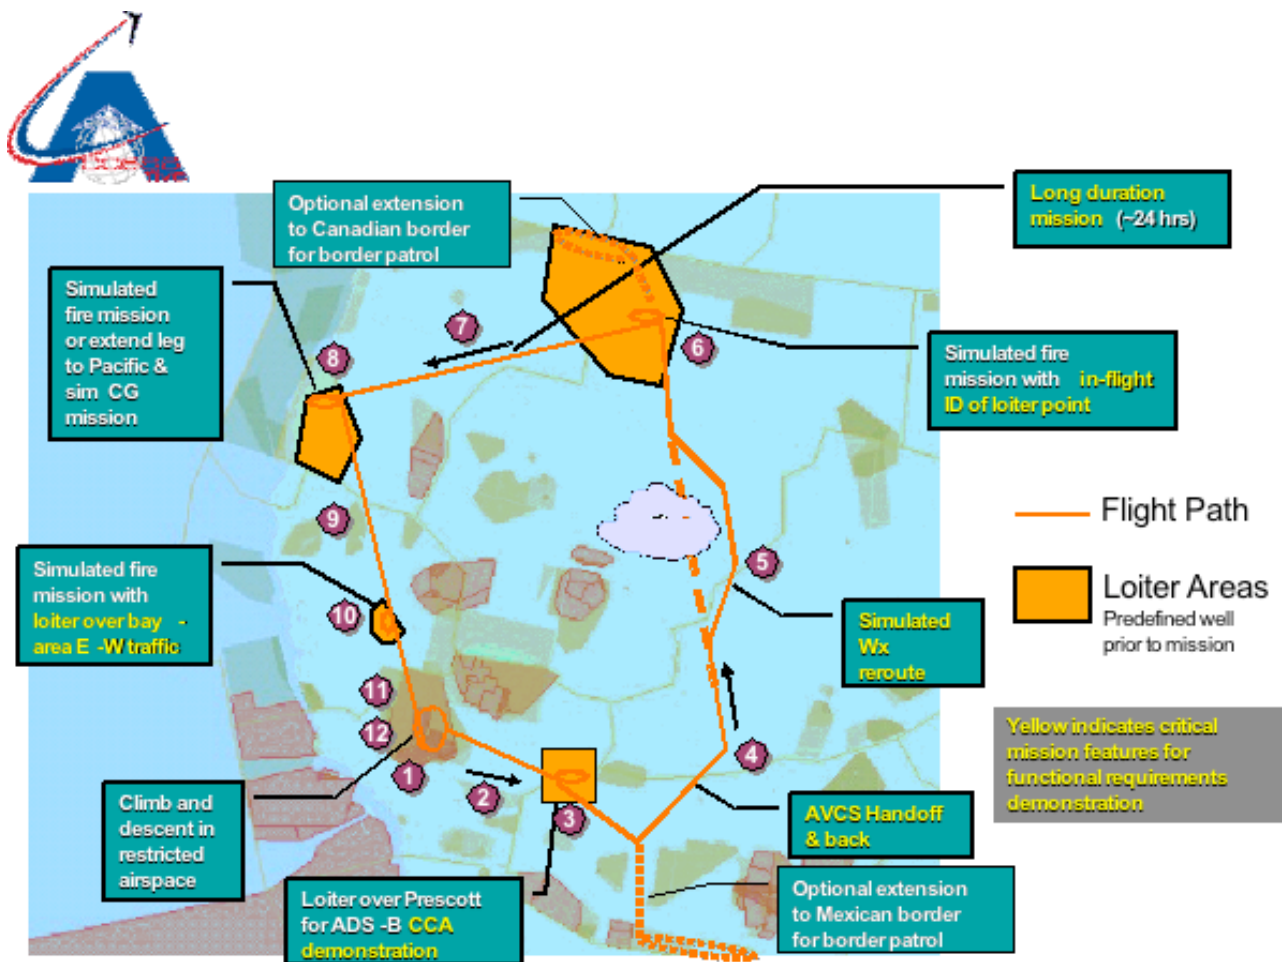 Optional extension
to Canadian border
for border patrol
Long duration
mission (~24 hrs)
Simulated
fire mission
or extend leg
to Pacific &
sim CG
mission
7
8
6
Simulated fire
mission with in-flight
ID of loiter point
Flight Path
9
5
Simulated fire
mission with
loiter over bay -
area E -W traffic
10
Loiter Areas
Predefined well
prior to mission
Simulated
Wx
reroute
11
12
1
2
3
4
Yellow indicates critical
mission features for
functional requirements
demonstration
Climb and
descent in
restricted
airspace
AVCS Handoff
& back
Loiter over Prescott
for ADS -B CCA
demonstration
Optional extension
to Mexican border
for border patrol